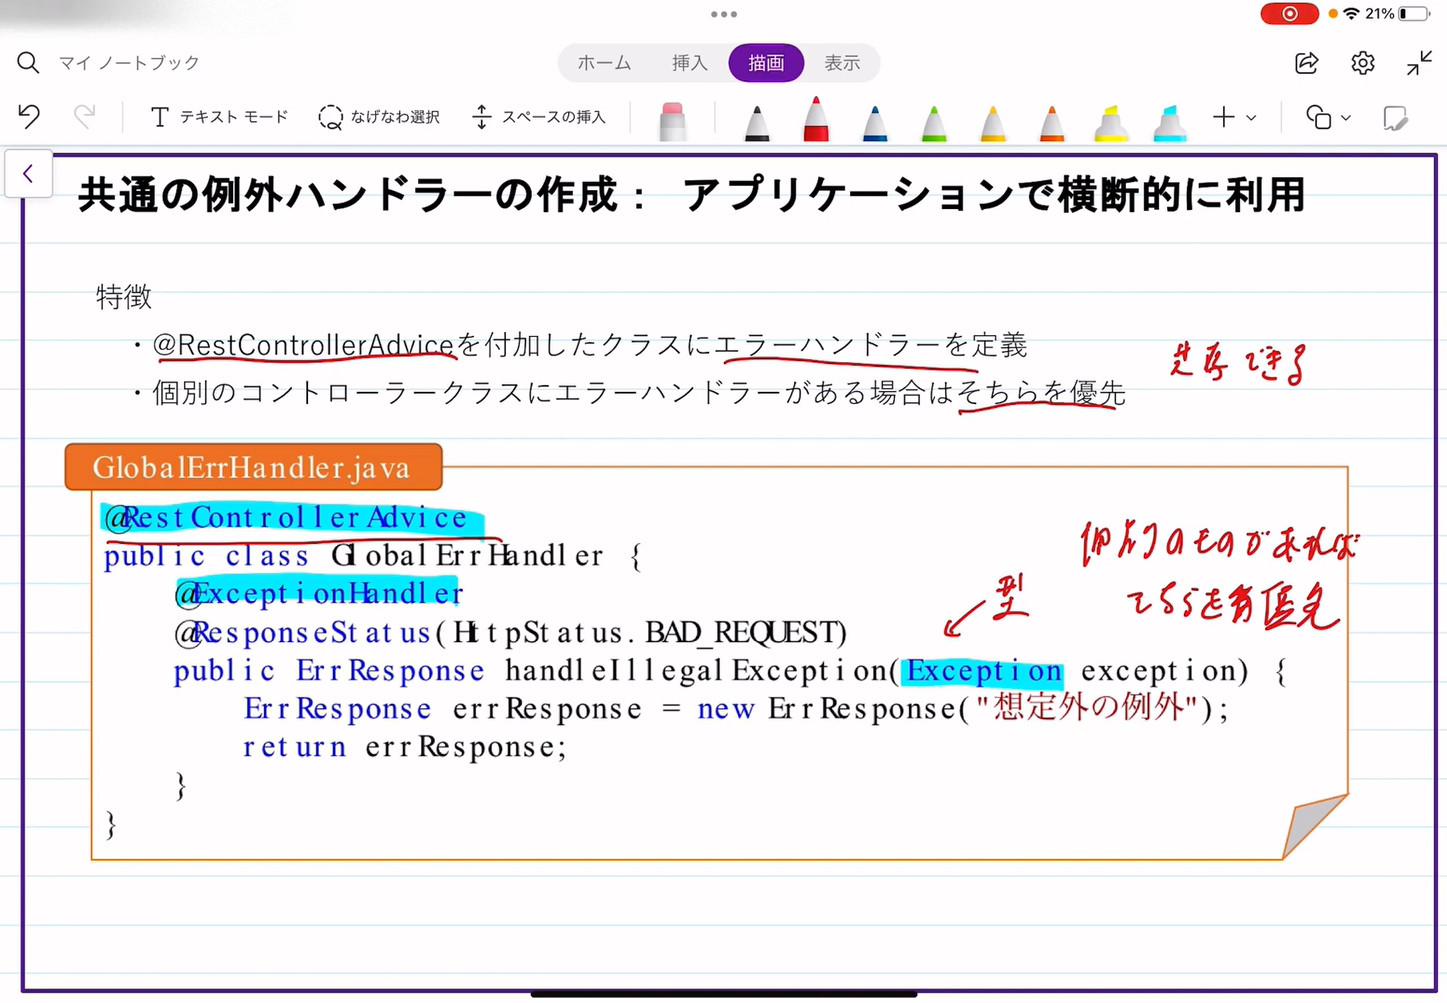 21%
マイ ノートブック
ホーム 挿入 描画 表示
テキスト モード なげなわ選択 スペースの挿入
共通の例外ハンドラーの作成： アプリケーションで横断的に利用
特徴
・@RestControllerAdviceを付加したクラスにエラーハンドラーを定義
共存できる
・個別のコントローラークラスにエラーハンドラーがある場合はそちらを優先
GlobalErrHandler.java
@RestControllerAdvice
public class GlobalErrHandler {
個別のものがあれば
@ExceptionHandler
型
を優先
@ResponseStatus(HttpStatus.BAD_REQUEST)
public ErrResponse handleIllegalException(Exception exception) {
ErrResponse errResponse = new ErrResponse("想定外の例外");
return errResponse;
}
}